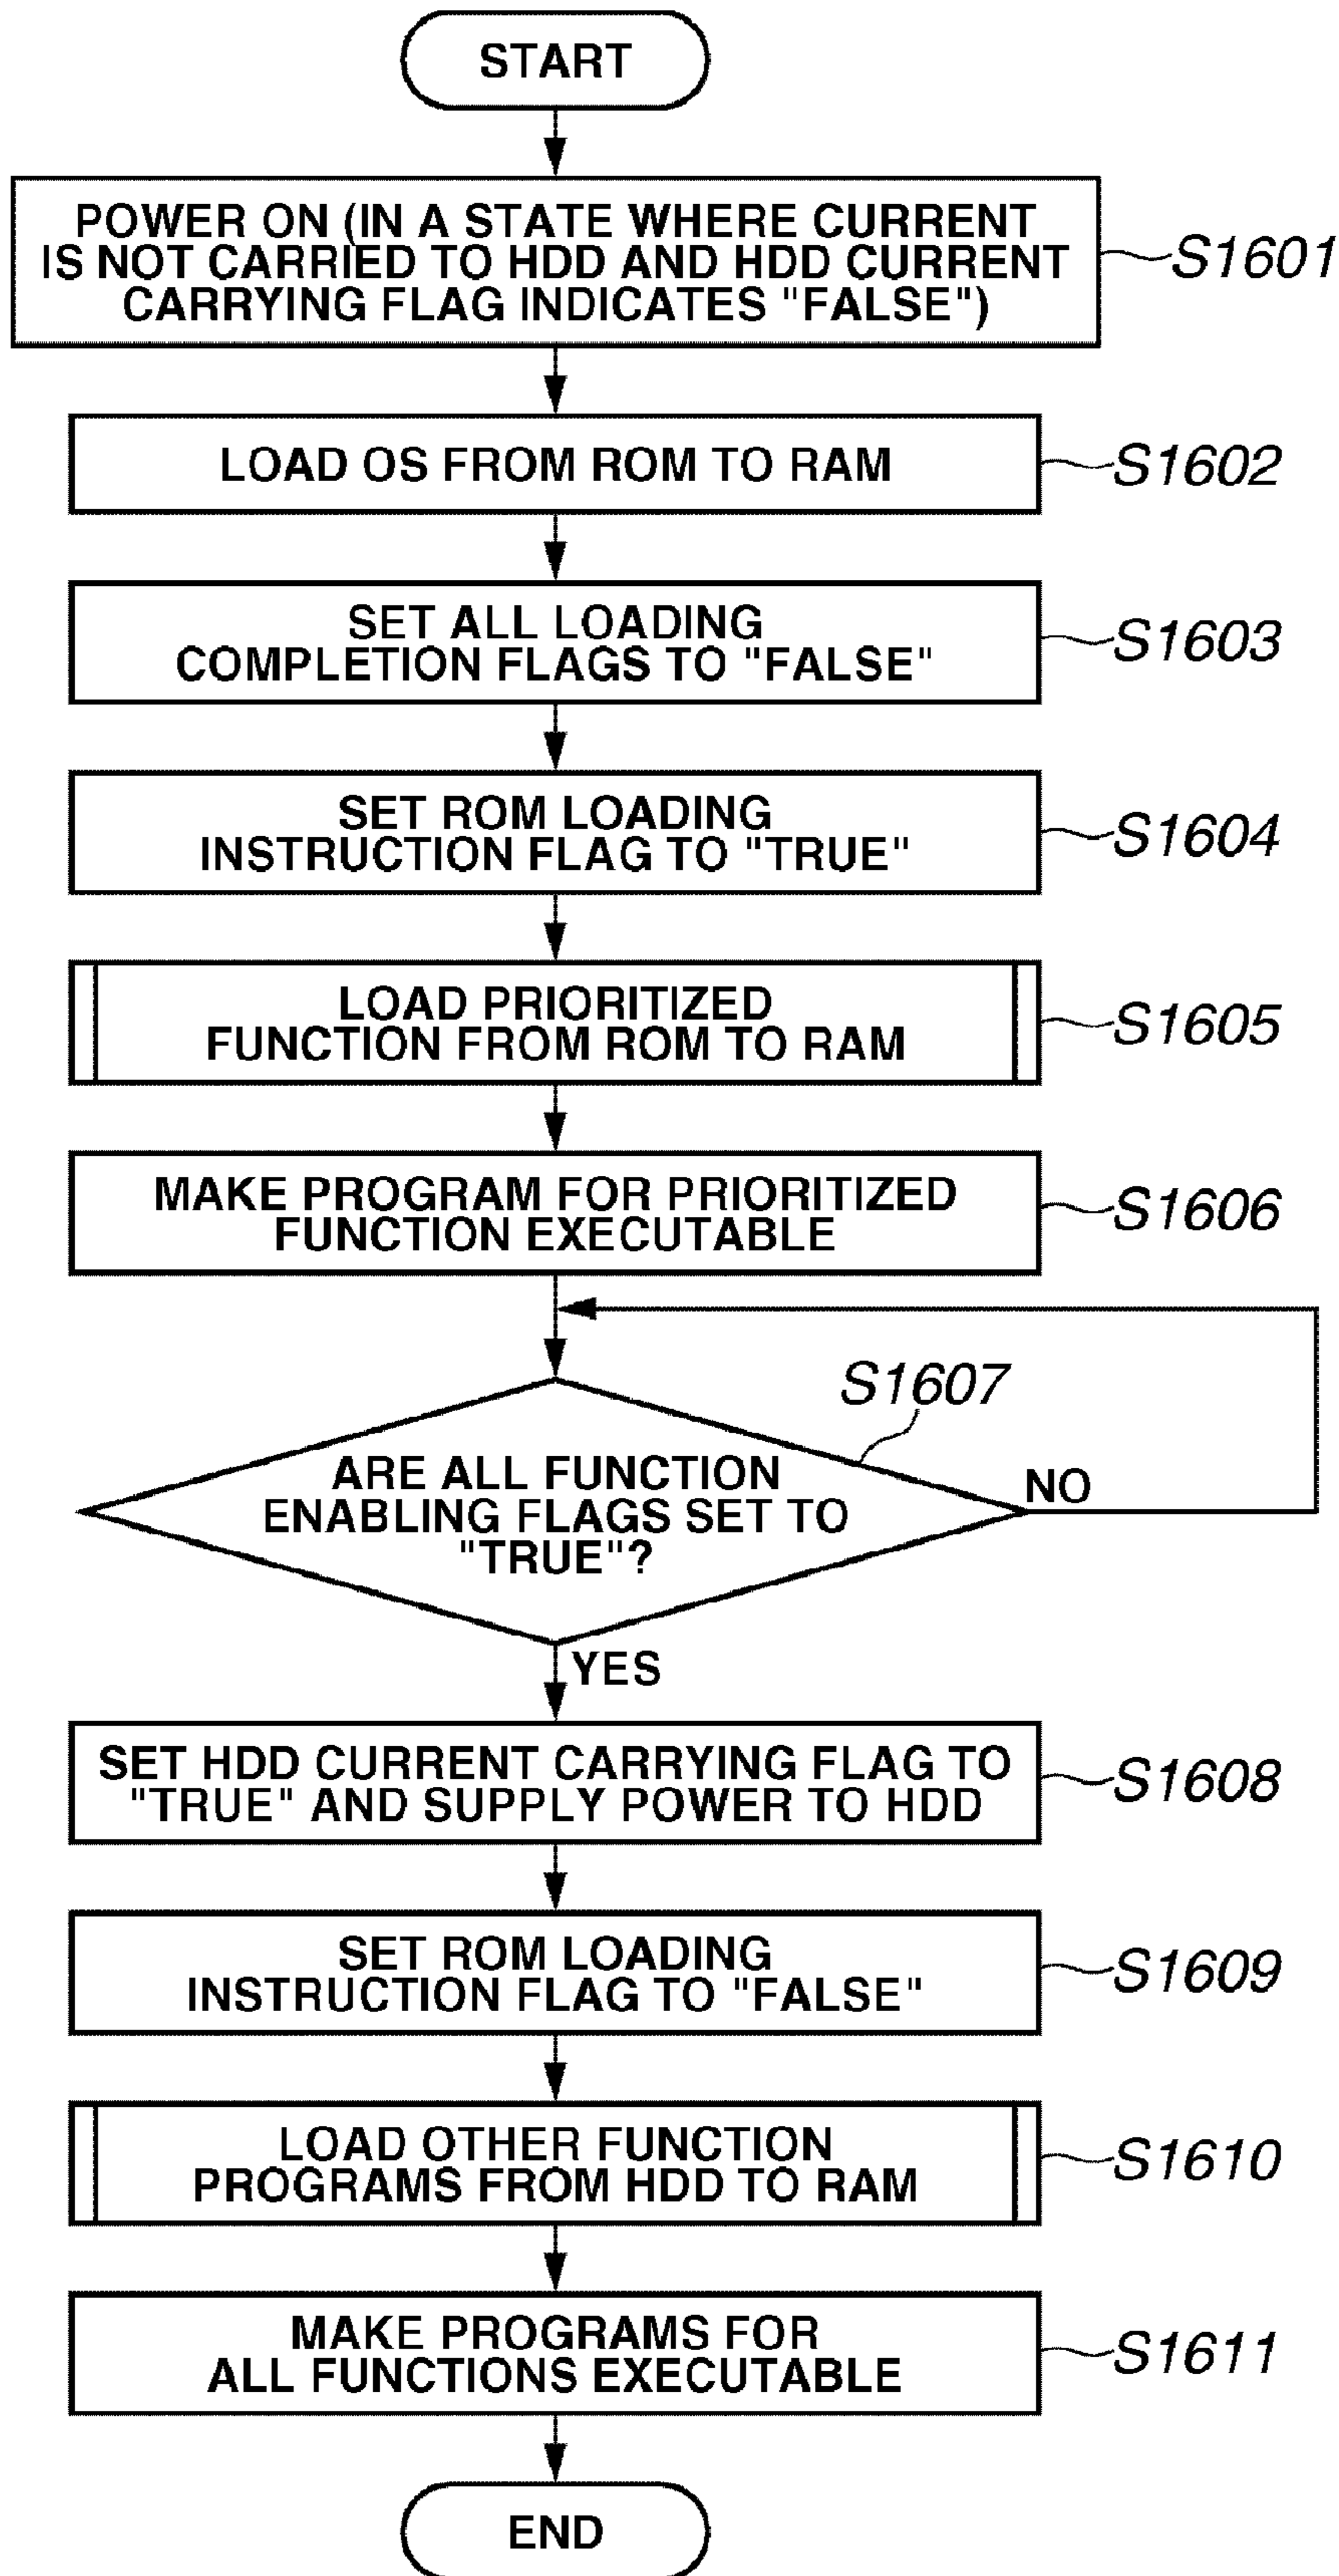 START
POWER ON (IN A STATE WHERE CURRENT
IS NOT CARRIED TO HDD AND HDD CURRENT
CARRYING FLAG INDICATES "FALSE")
S1601
LOAD OS FROM ROM TO RAM
S1602
SET ALL LOADING
COMPLETION FLAGS TO "FALSE"
S1603
SET ROM LOADING
INSTRUCTION FLAG TO "TRUE"
S1604
LOAD PRIORITIZED
FUNCTION FROM ROM TO RAM
S1605
MAKE PROGRAM FOR PRIORITIZED
FUNCTION EXECUTABLE
S1606
S1607
ARE ALL FUNCTION
ENABLING FLAGS SET TO
"TRUE"?
NO
YES
SET HDD CURRENT CARRYING FLAG TO
"TRUE" AND SUPPLY POWER TO HDD
S1608
SET ROM LOADING
INSTRUCTION FLAG TO "FALSE"
S1609
LOAD OTHER FUNCTION
PROGRAMS FROM HDD TO RAM
S1610
MAKE PROGRAMS FOR
ALL FUNCTIONS EXECUTABLE
S1611
END